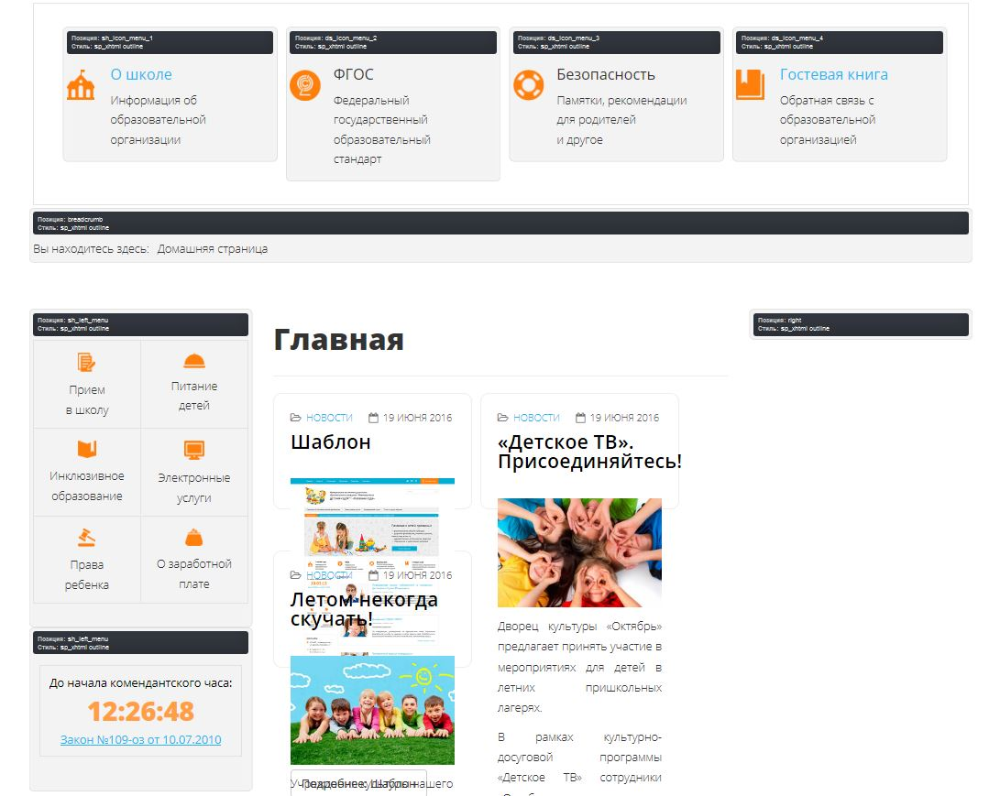 Позиция: sh_icon_menu_1
Стиль: sp_xhtml outline
О школе
Информация об
образовательной
организации
Позиция: ds_icon_menu_2
Стиль: sp_xhtml outline
ФГОС
Федеральный
государственный
образовательный
стандарт
Позиция: ds_icon_menu_3
Стиль: sp_xhtml outline
Безопасность
Памятки, рекомендации
для родителей
и другое
Позиция: ds_icon_menu_4
Стиль: sp_xhtml outline
Гостевая книга
Обратная связь с
образовательной
организацией
Позиция: breadcrumb
Стиль: sp_xhtml outline
Вы находитесь здесь: Домашняя страница
Позиция: sh_left_menu
Стиль: sp_xhtml outline
Прием
в школу
Питание
детей
Инклюзивное
образование
Электронные
услуги
Права
ребенка
О заработной
плате
Позиция: sh_left_menu
Стиль: sp_xhtml outline
До начала комендантского часа:
12:26:48
Закон №109-оз от 10.07.2010
Главная
НОВОСТИ 19 ИЮНЯ 2016
Шаблон
НОВОСТИ 19 ИЮНЯ 2016
Летом некогда
скучать!
Подробнее: Шаблон
нашего
НОВОСТИ 19 ИЮНЯ 2016
«Детское ТВ».
Присоединяйтесь!
Дворец культуры «Октябрь»
предлагает принять участие в
мероприятиях для детей в
летних пришкольных
лагерях.
В рамках культурно-
досуговой программы
«Детское ТВ» сотрудники
Позиция: right
Стиль: sp_xhtml outline